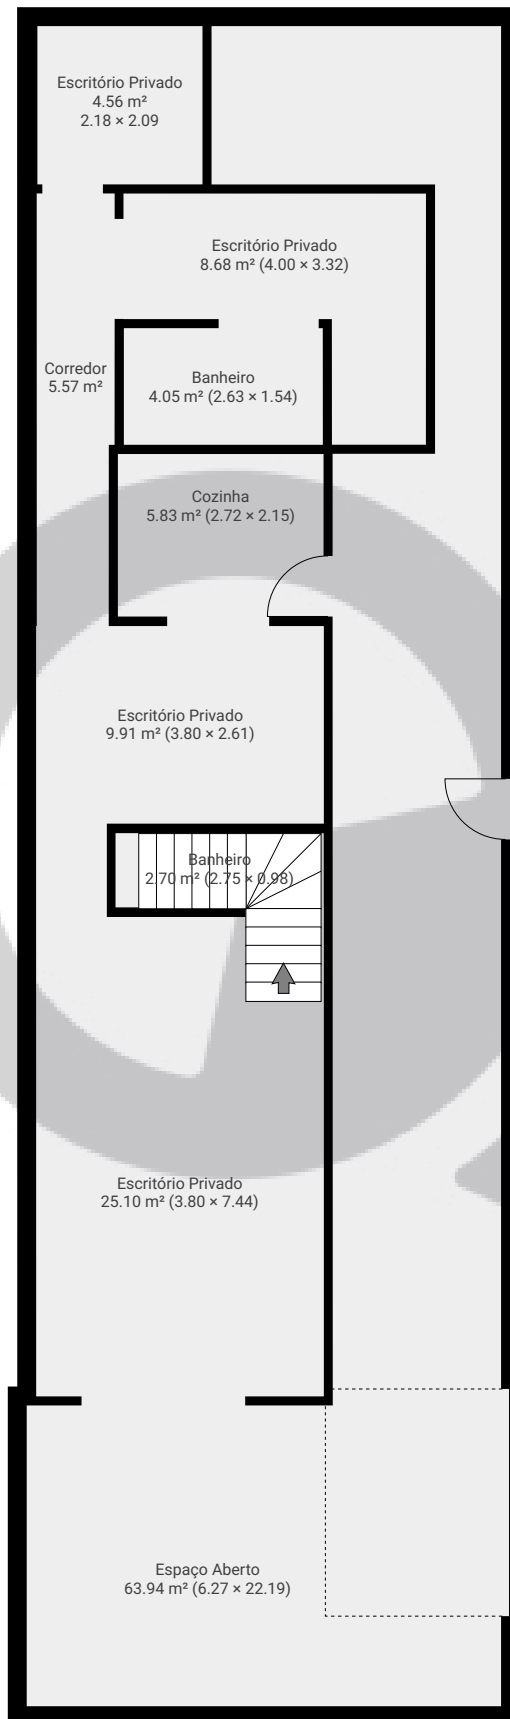 Escritório Privado
4.56 m²
2.18 × 2.09
Escritório Privado
8.68 m² (4.00 × 3.32)
Corredor
5.57 m²
Banheiro
4.05 m² (2.63 × 1.54)
Cozinha
5.83 m² (2.72 × 2.15)
Escritório Privado
9.91 m² (3.80 × 2.61)
Banheiro
2.70 m² (2.75 × 0.98)
Escritório Privado
25.10 m² (3.80 × 7.44)
Espaço Aberto
63.94 m² (6.27 × 22.19)